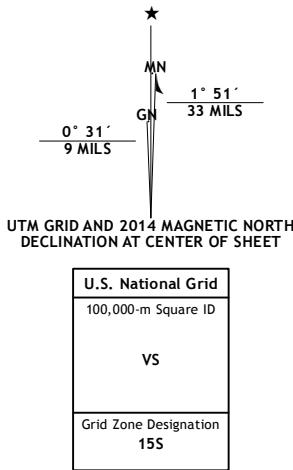 ★
MN
1° 51´
33 MILS
GN
0° 31´
9 MILS
UTM GRID AND 2014 MAGNETIC NORTH
DECLINATION AT CENTER OF SHEET
U.S. National Grid
100,000-m Square ID
VS
Grid Zone Designation
15S